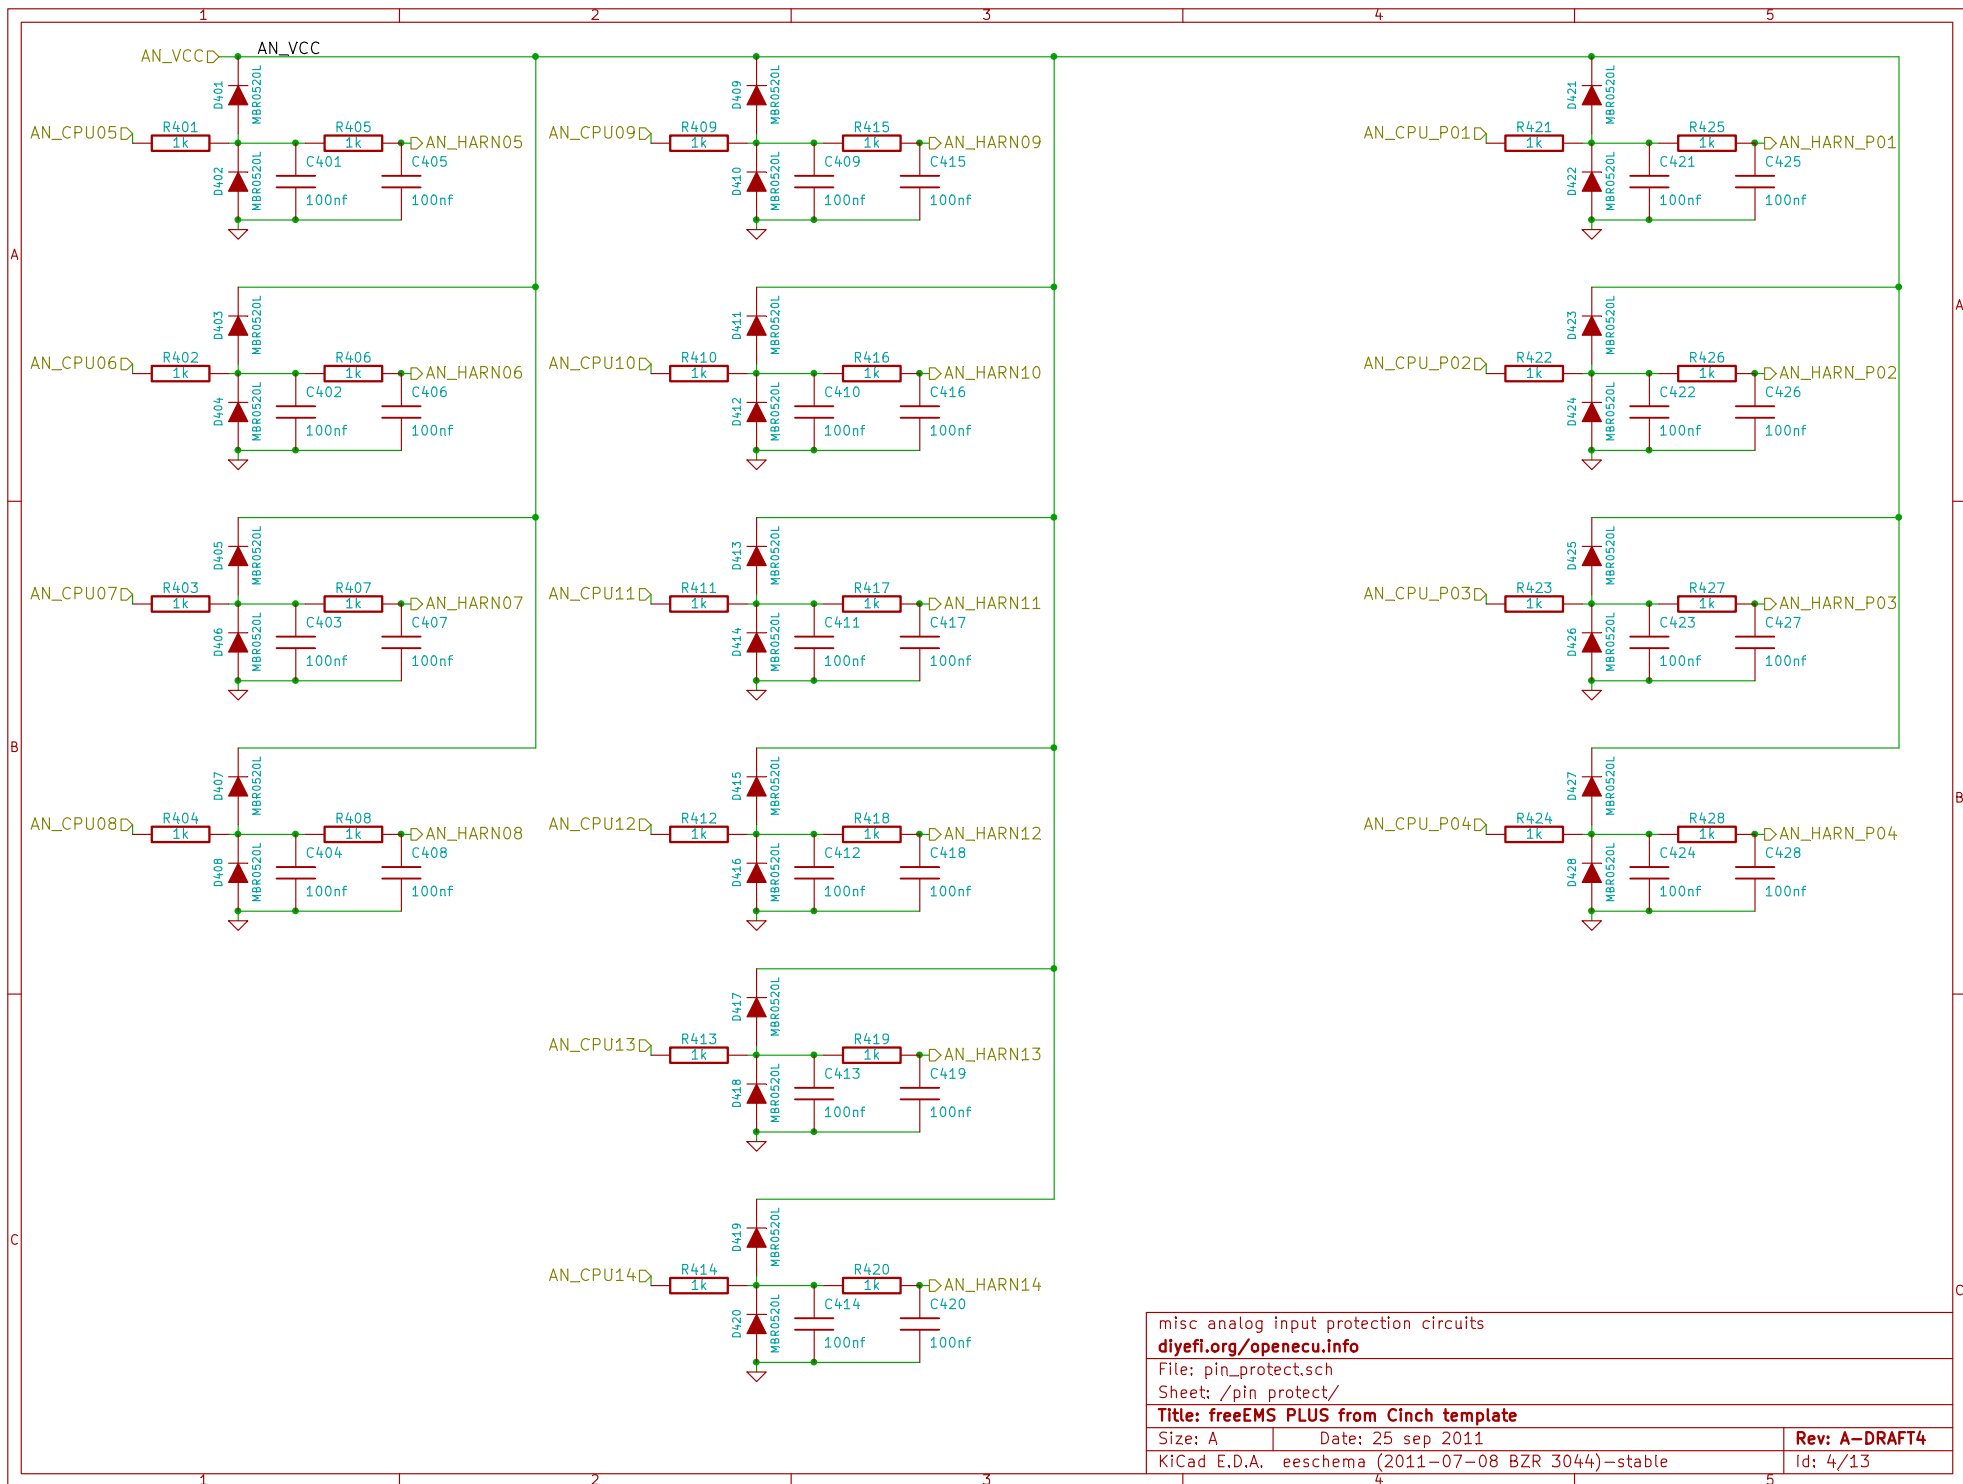 1 2 3 4 5
AN_VCC AN_VCC
D401 MBR0520L D409 MBR0520L D421 MBR0520L
AN_CPU05 R401 1k R405 1k AN_HARN05 AN_CPU09 R409 1k R415 1k AN_HARN09 AN_CPU_P01 R421 1k R425 1k AN_HARN_P01
D402 MBR0520L C401 100nf C405 100nf D410 MBR0520L C409 100nf C415 100nf D422 MBR0520L C421 100nf C425 100nf
A A
D403 MBR0520L D411 MBR0520L D423 MBR0520L
AN_CPU06 R402 1k R406 1k AN_HARN06 AN_CPU10 R410 1k R416 1k AN_HARN10 AN_CPU_P02 R422 1k R426 1k AN_HARN_P02
D404 MBR0520L C402 100nf C406 100nf D412 MBR0520L C410 100nf C416 100nf D424 MBR0520L C422 100nf C426 100nf
D405 MBR0520L D413 MBR0520L D425 MBR0520L
AN_CPU07 R403 1k R407 1k AN_HARN07 AN_CPU11 R411 1k R417 1k AN_HARN11 AN_CPU_P03 R423 1k R427 1k AN_HARN_P03
D406 MBR0520L C403 100nf C407 100nf D414 MBR0520L C411 100nf C417 100nf D426 MBR0520L C423 100nf C427 100nf
B B
D407 MBR0520L D415 MBR0520L D427 MBR0520L
AN_CPU08 R404 1k R408 1k AN_HARN08 AN_CPU12 R412 1k R418 1k AN_HARN12 AN_CPU_P04 R424 1k R428 1k AN_HARN_P04
D408 MBR0520L C404 100nf C408 100nf D416 MBR0520L C412 100nf C418 100nf D428 MBR0520L C424 100nf C428 100nf
D417 MBR0520L
AN_CPU13 R413 1k R419 1k AN_HARN13
D418 MBR0520L C413 100nf C419 100nf
C C
D419 MBR0520L
AN_CPU14 R414 1k R420 1k AN_HARN14
D420 MBR0520L C414 100nf C420 100nf
misc analog input protection circuits
diyefi.org/openecu.info
File: pin_protect.sch
Sheet: /pin protect/
Title: freeEMS PLUS from Cinch template
Size: A Date: 25 sep 2011 Rev: A-DRAFT4
KiCad E.D.A. eeschema (2011-07-08 BZR 3044)-stable Id: 4/13
1 2 3 4 5